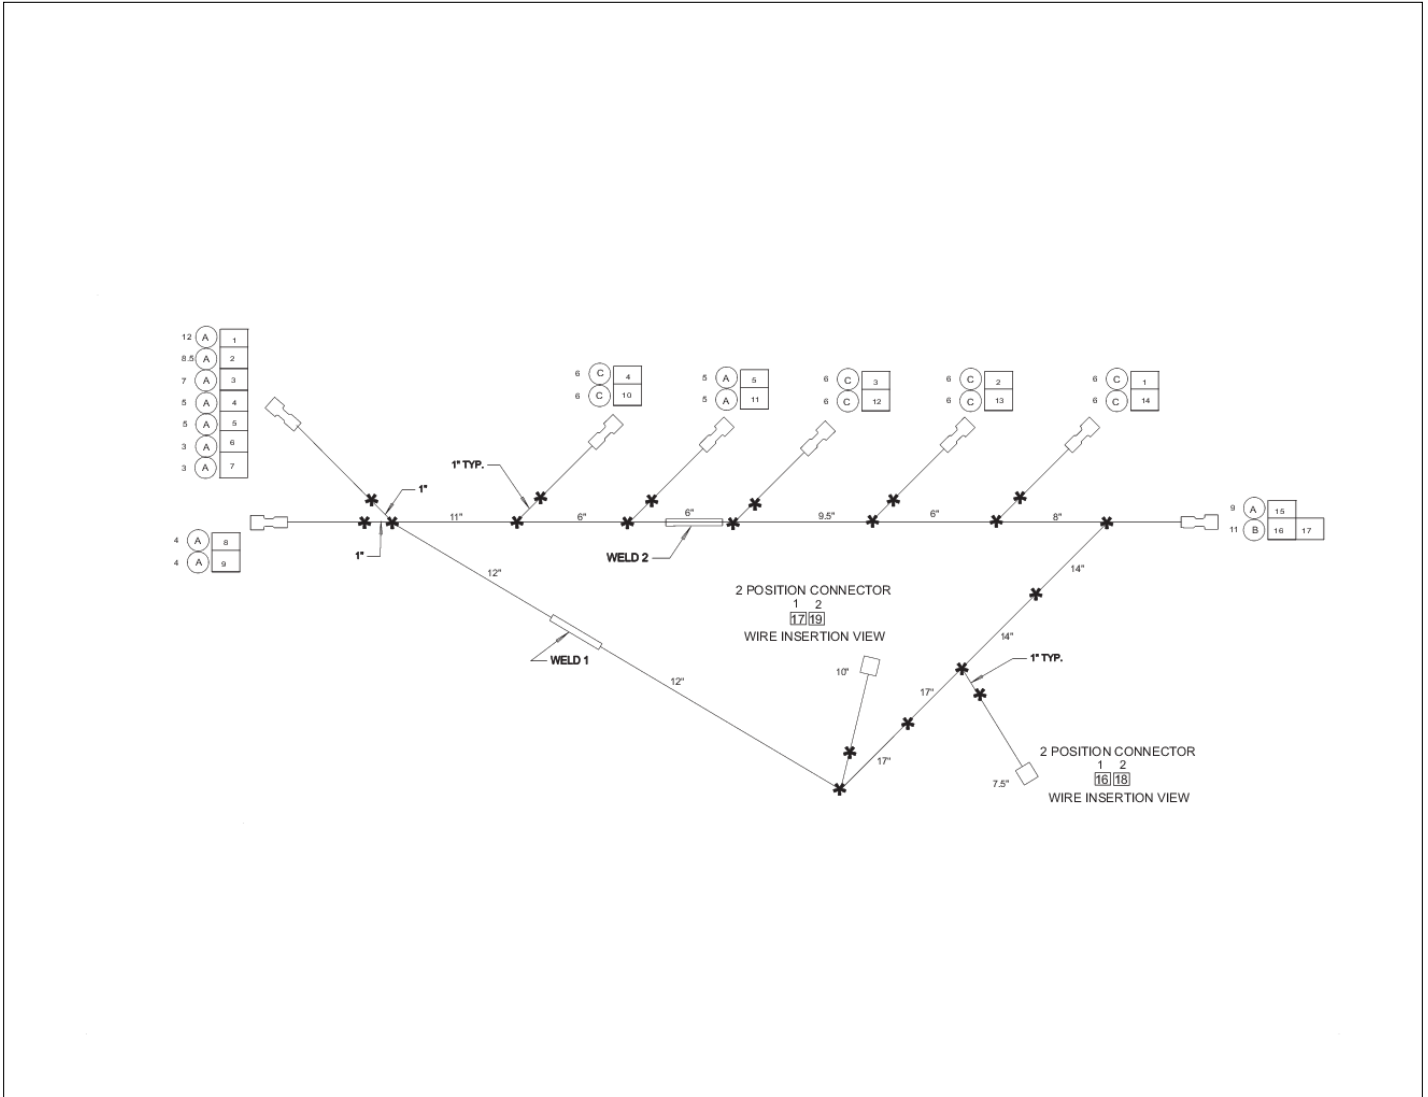 12 A 1
8.5 A 2
7 A 3
5 A 4
5 A 5
3 A 6
3 A 7
6 C 4
6 C 10
5 A 5
5 A 11
6 C 3
6 C 12
6 C 2
6 C 13
6 C 1
6 C 14
1" TYP.
1"
11"
6"
6"
9.5"
6"
8"
9 A 15
11 B 16 17
4 A 8
4 A 9
1"
WELD 2
12"
14"
2 POSITION CONNECTOR
1 2
17 19
WIRE INSERTION VIEW
14"
WELD 1
1" TYP.
10"
12"
17"
17"
2 POSITION CONNECTOR
1 2
16 18
WIRE INSERTION VIEW
7.5"